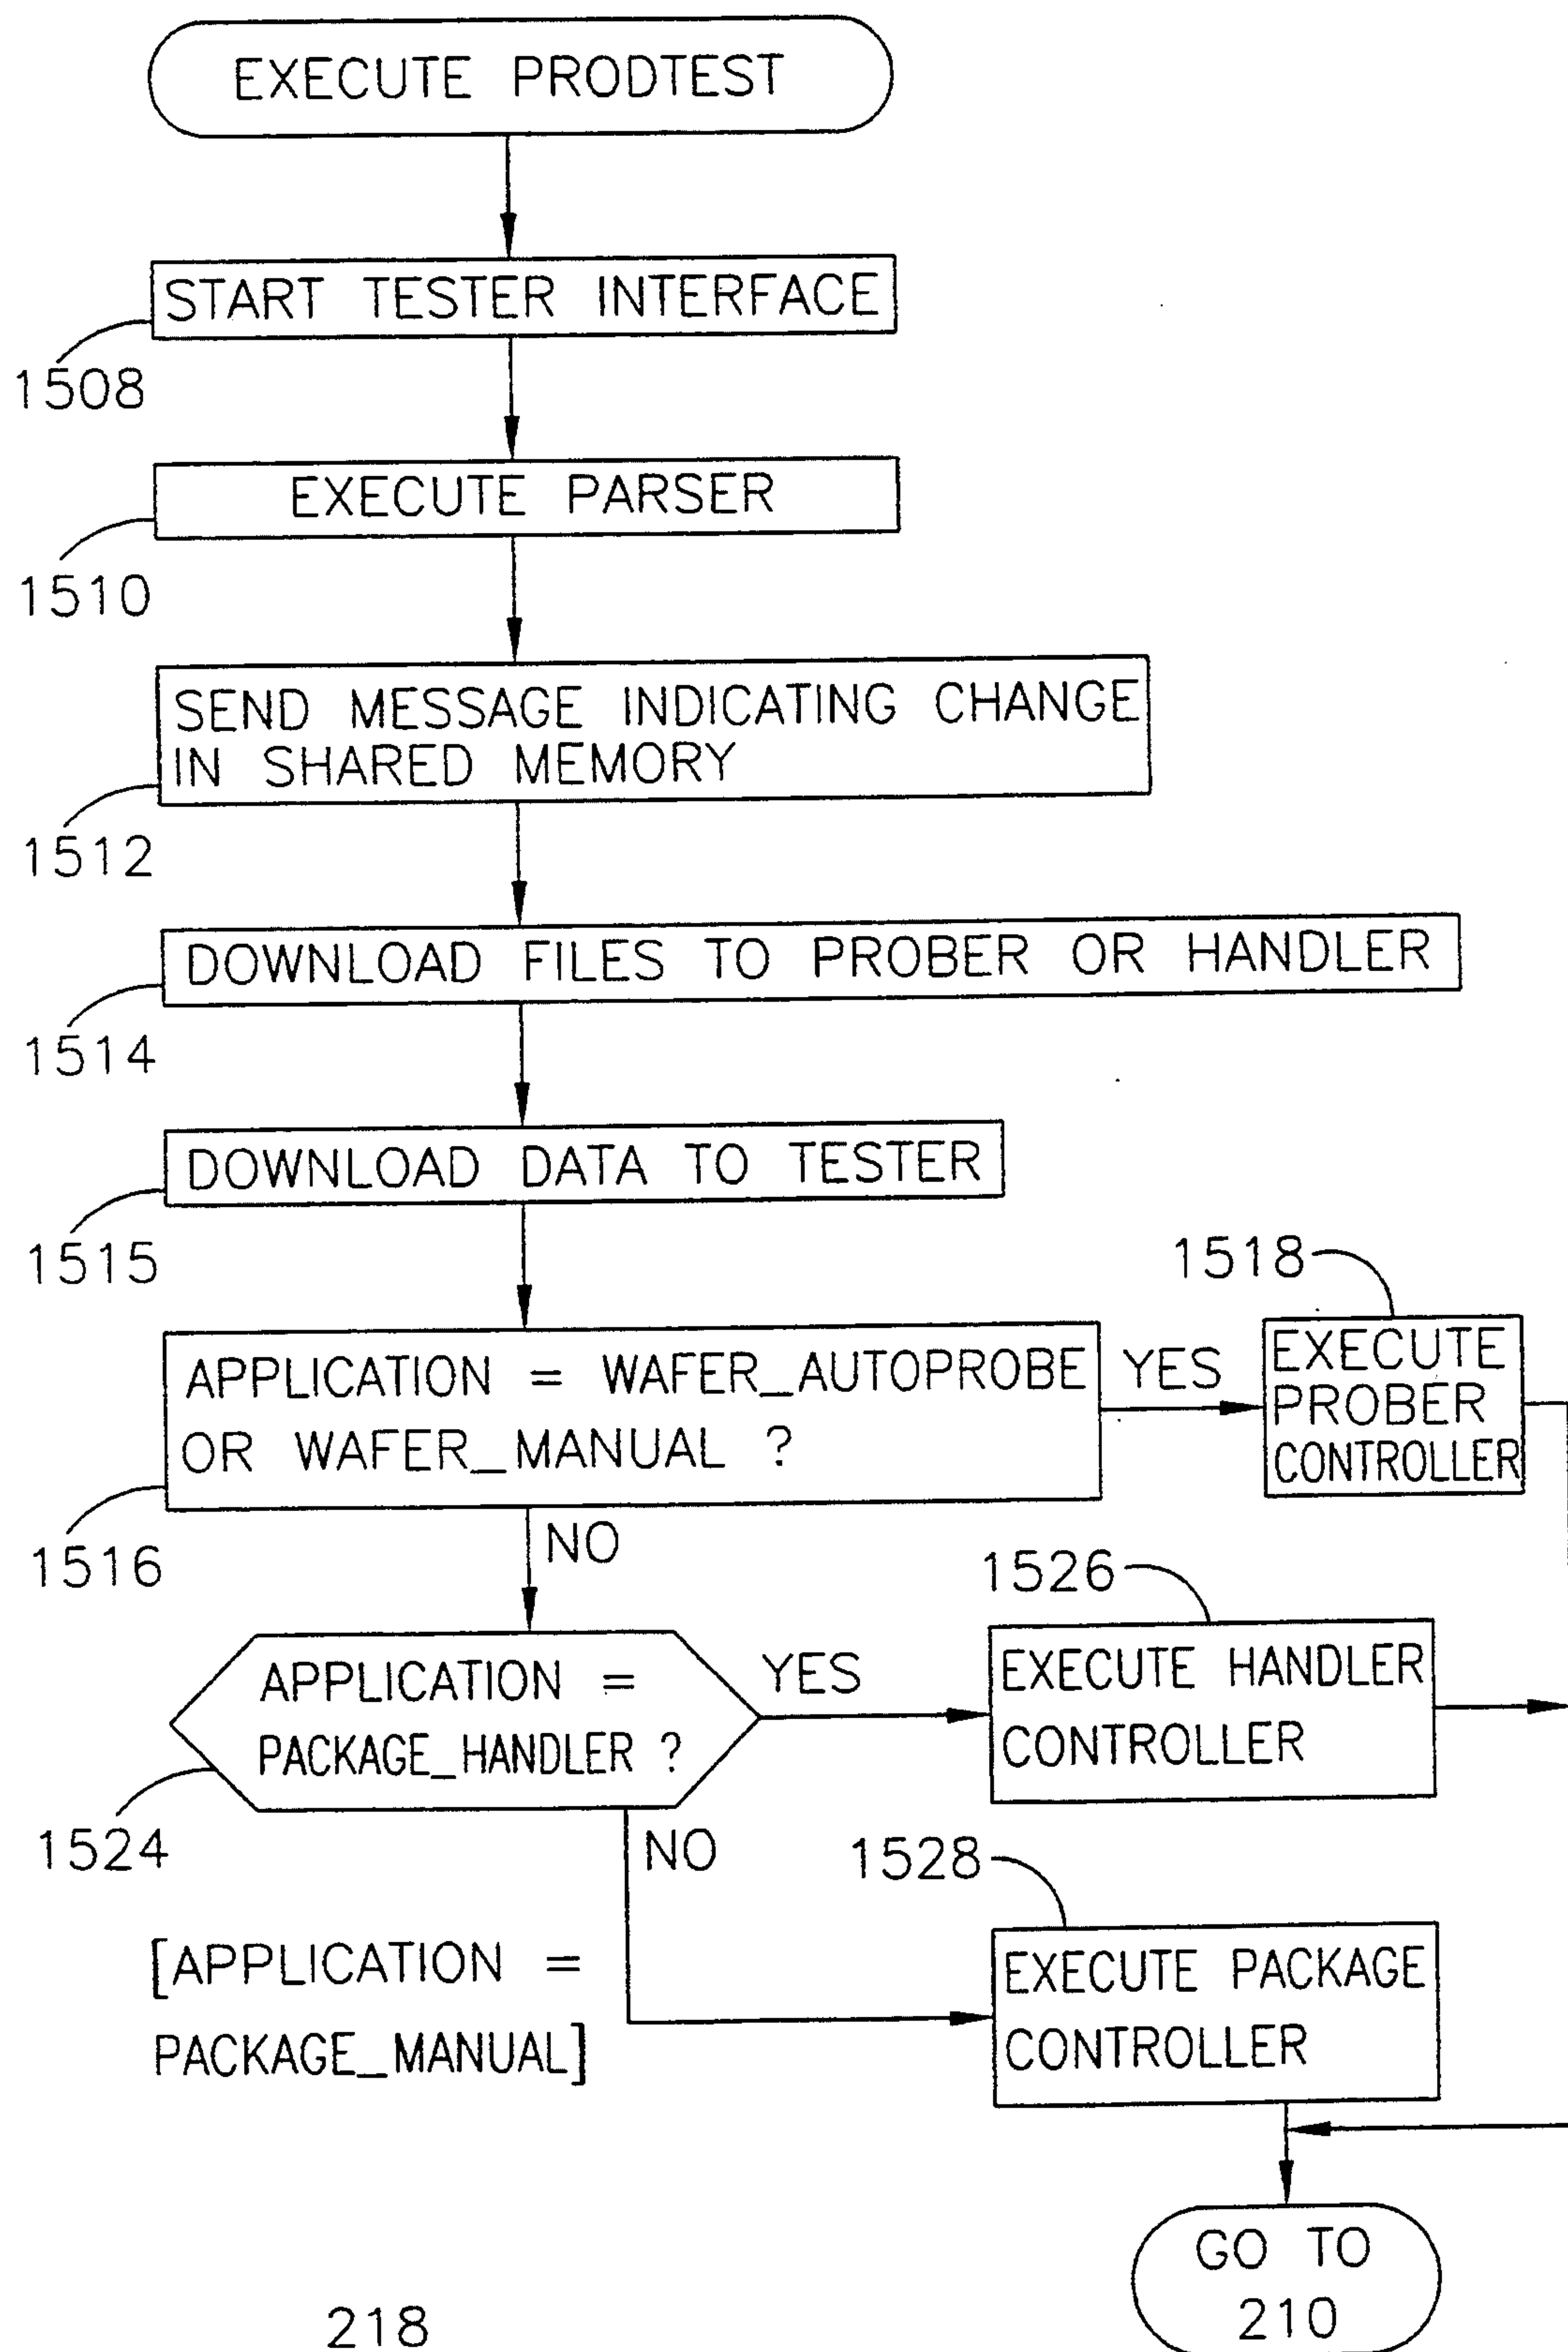 EXECUTE PRODTEST
START TESTER INTERFACE
1508
EXECUTE PARSER
1510
SEND MESSAGE INDICATING CHANGE
IN SHARED MEMORY
1512
DOWNLOAD FILES TO PROBER OR HANDLER
1514
DOWNLOAD DATA TO TESTER
1515
APPLICATION = WAFER_AUTOPROBE
OR WAFER_MANUAL ?
1516
YES
1518
EXECUTE
PROBER
CONTROLLER
NO
APPLICATION =
PACKAGE_HANDLER ?
1524
YES
1526
EXECUTE HANDLER
CONTROLLER
NO
[APPLICATION =
PACKAGE_MANUAL]
1528
EXECUTE PACKAGE
CONTROLLER
GO TO
210
218